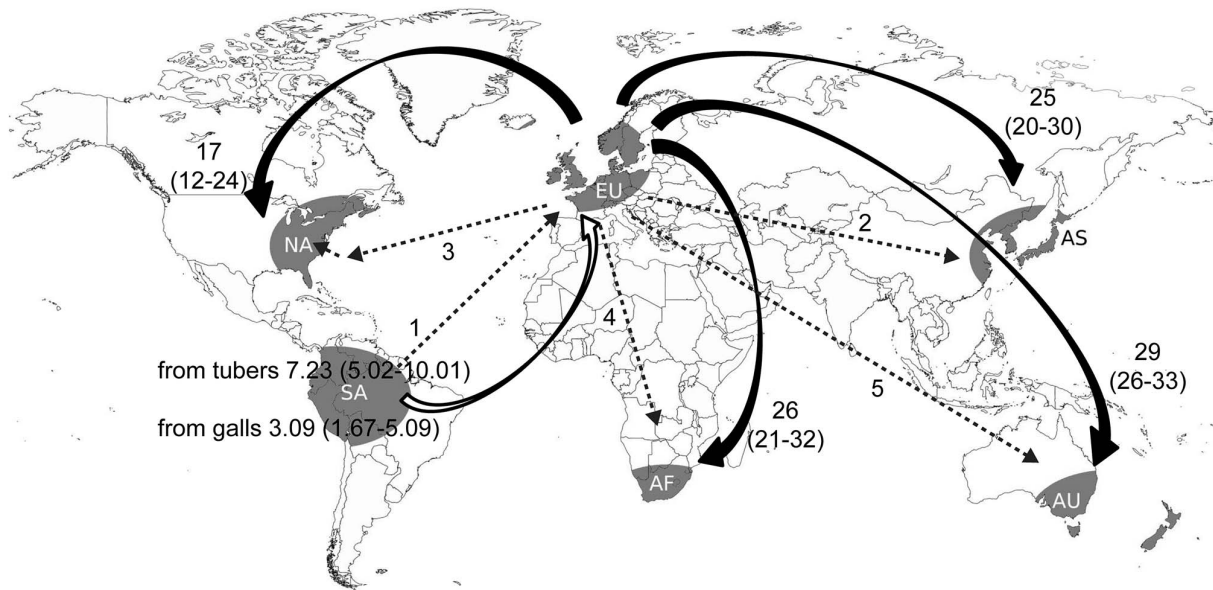 25
(20-30)
17
(12-24)
EU
2
NA
AS
3
1
4
29
(26-33)
from tubers 7.23 (5.02-10.01)
SA
5
26
(21-32)
from galls 3.09 (1.67-5.09)
AF
AU